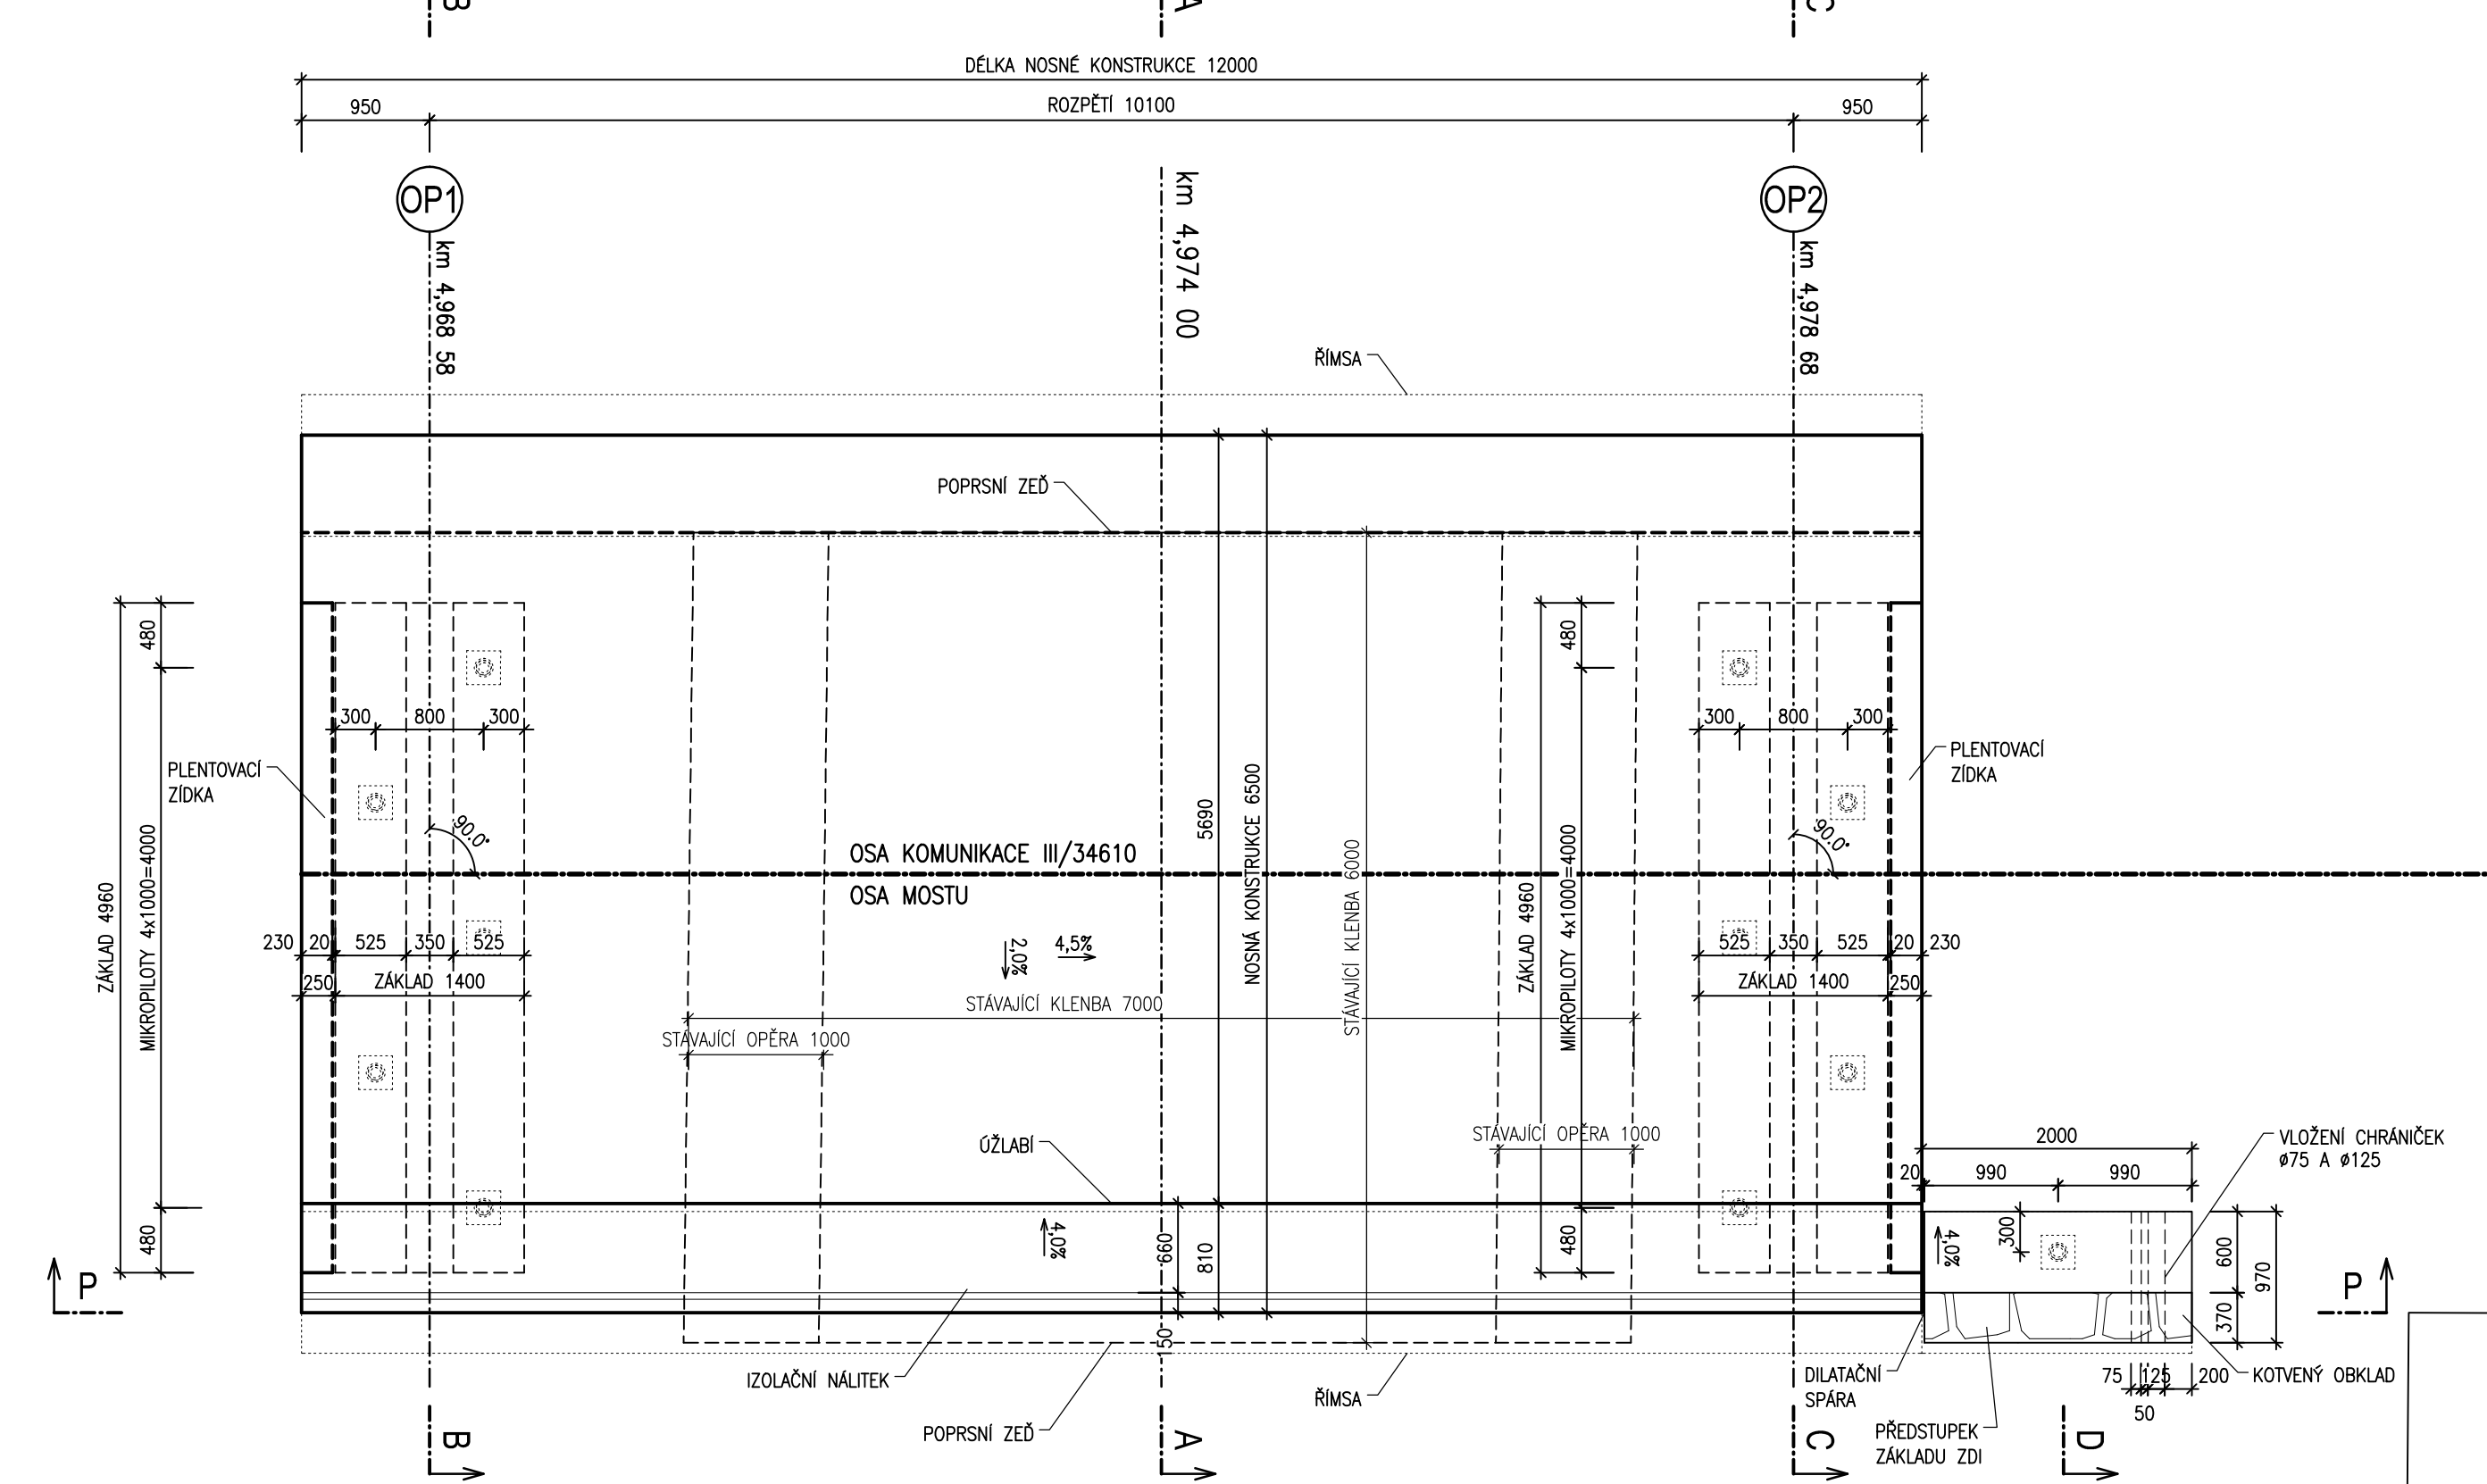 B
A
C
DÉLKA NOSNÉ KONSTRUKCE 12000
950
ROZPĚTÍ 10100
950
OP1
OP2
km 4,968 58
km 4,974 00
km 4,978 68
ŘÍMSA
POPRSNÍ ZEĎ
480
480
300 800 300
300 800 300
PLENTOVACÍ
ZÍDKA
PLENTOVACÍ
ZÍDKA
90.0°
90.0°
5690
NOSNÁ KONSTRUKCE 6500
STÁVAJÍCÍ KLENBA 6000
ZÁKLAD 4960
MIKROPILOTY 4x1000=4000
ZÁKLAD 4960
MIKROPILOTY 4x1000=4000
OSA KOMUNIKACE III/34610
OSA MOSTU
230 20 525 350 525
250 ZÁKLAD 1400
2,0%
4,5%
525 350 525 20 230
ZÁKLAD 1400 250
STÁVAJÍCÍ KLENBA 7000
STÁVAJÍCÍ OPĚRA 1000
STÁVAJÍCÍ OPĚRA 1000
ÚŽLABÍ
2000
20 990 990
VLOŽENÍ CHRÁNIČEK
ø75 A ø125
480
4,0%
660
810
480
4,0%
300
600
970
370
P
P
150
IZOLAČNÍ NÁLITEK
POPRSNÍ ZEĎ
ŘÍMSA
DILATAČNÍ
SPÁRA
PŘEDSTUPEK
ZÁKLADU ZDI
75 125 200
50
KOTVENÝ OBKLAD
B
A
C
D